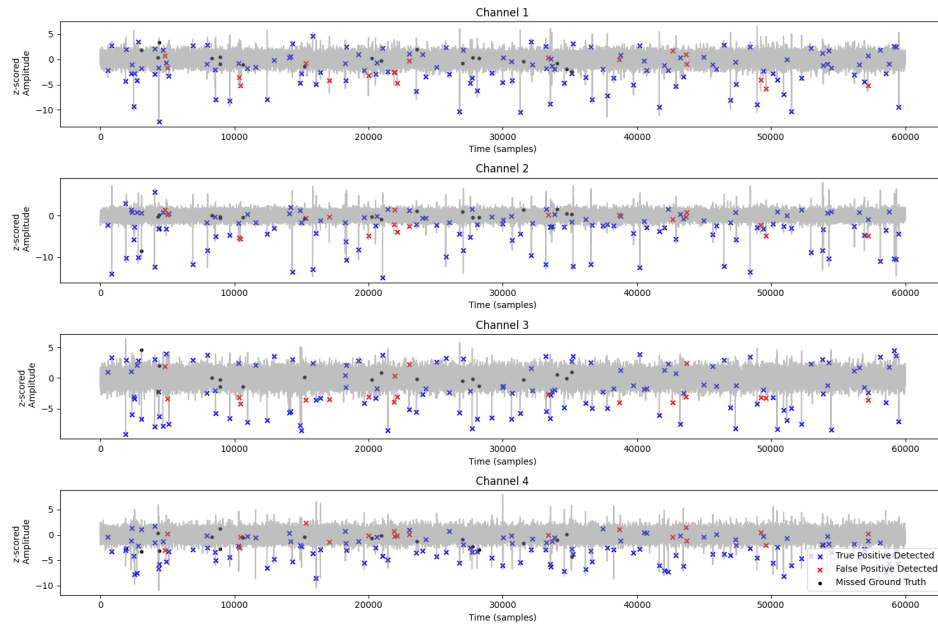 Channel 1
5
0
−5
−10
z-scored
Amplitude
0 10000 20000 30000 40000 50000 60000
Time (samples)
Channel 2
0
−10
z-scored
Amplitude
0 10000 20000 30000 40000 50000 60000
Time (samples)
Channel 3
5
0
−5
z-scored
Amplitude
0 10000 20000 30000 40000 50000 60000
Time (samples)
Channel 4
5
0
−5
−10
z-scored
Amplitude
True Positive Detected
False Positive Detected
Missed Ground Truth
0 10000 20000 30000 40000 50000 60000
Time (samples)